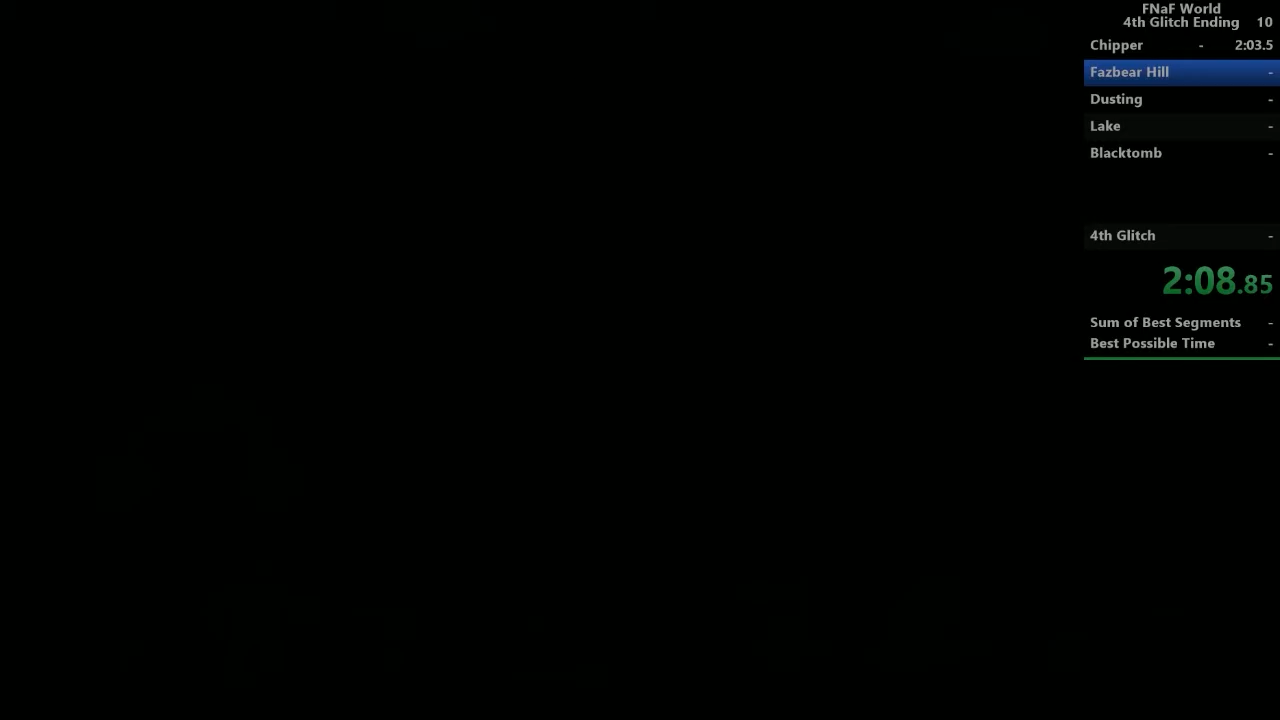 FNaF World
4th Glitch Ending 10
Chipper - 2:03.5
Fazbear Hill -
Dusting -
Lake -
Blacktomb -
4th Glitch -
2:08.85
Sum of Best Segments -
Best Possible Time -